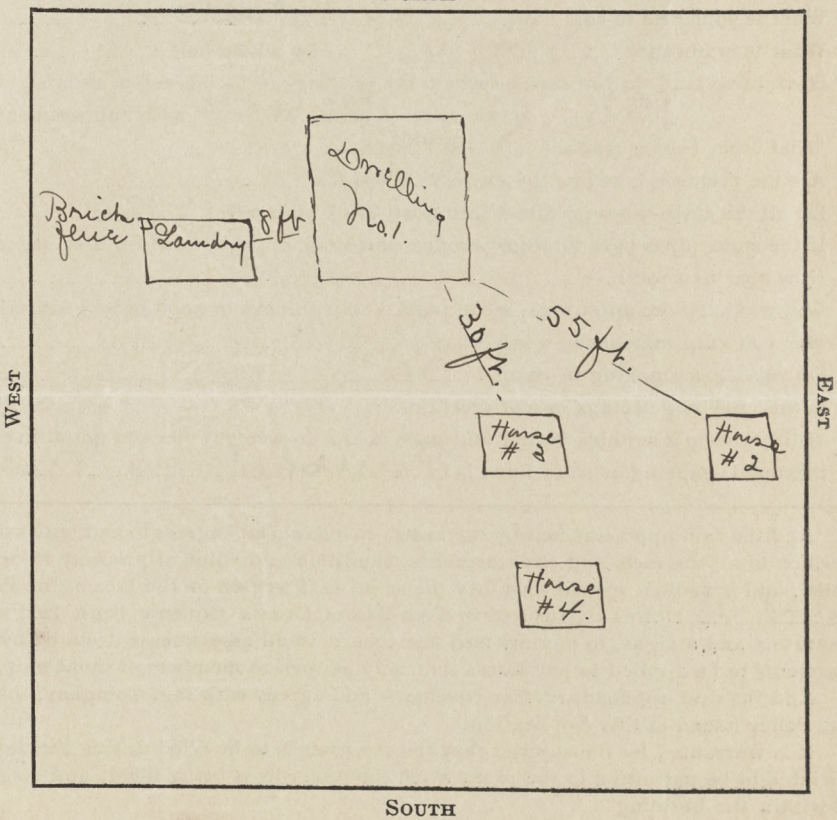 Dwelling
No. 1.
Brick
flue
Laundry
8 ft
30 ft.
55 ft.
WEST
EAST
House
# 3
House
# 2
House
# 4.
SOUTH